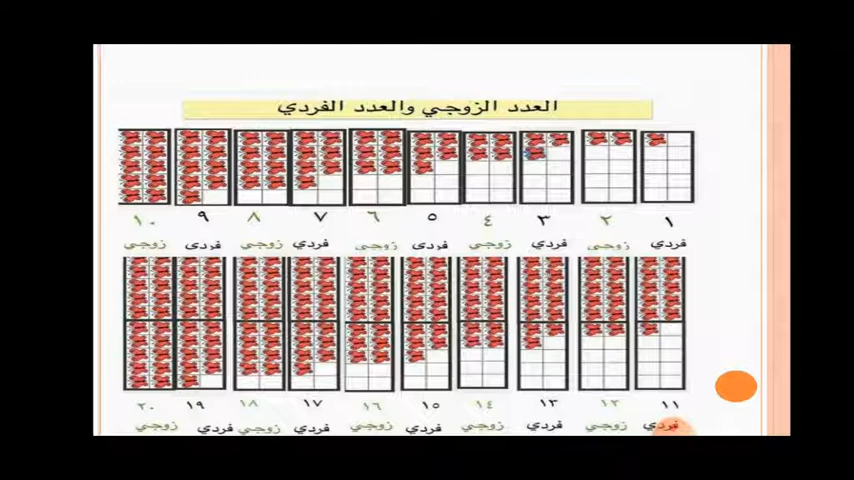 العدد الزوجي والعدد الفردي
١ ٢ ٣ ٤ ٥ ٦ ٧ ٨ ٩ ١٠
فردي زوجي فردي زوجي فردي زوجي فردي زوجي فردي زوجي
١١ ١٢ ١٣ ١٤ ١٥ ١٦ ١٧ ١٨ ١٩ ٢٠
فردي زوجي فردي زوجي فردي زوجي فردي زوجي فردي زوجي